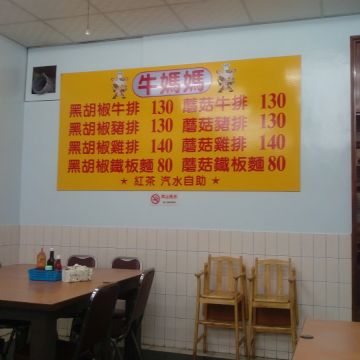 牛媽媽
黑胡椒牛排 130 蘑菇牛排 130
黑胡椒豬排 130 蘑菇豬排 130
黑胡椒雞排 140 蘑菇雞排 140
黑胡椒鐵板麵 80 蘑菇鐵板麵 80
★ 紅茶 汽水自助 ★